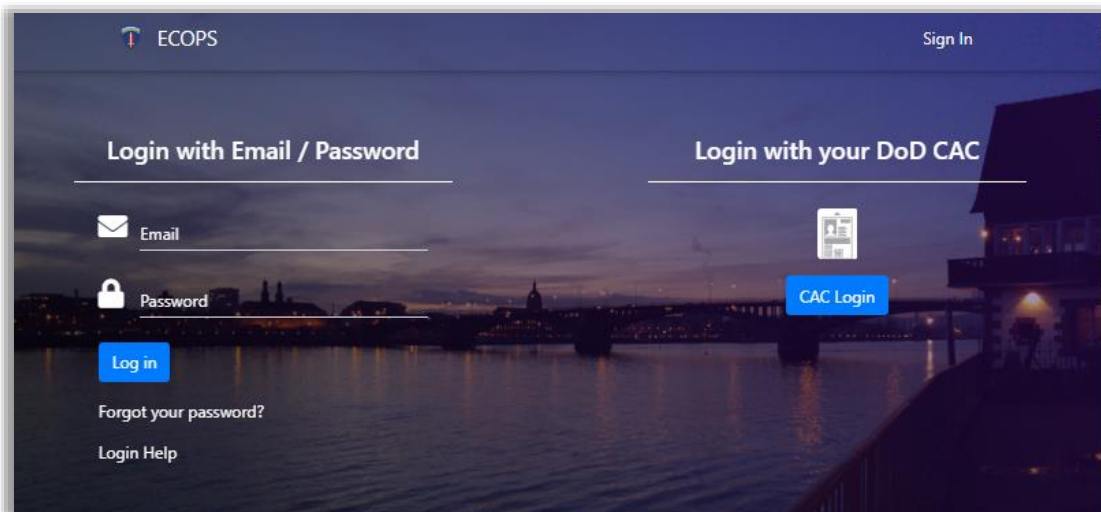 ECOPS
Sign In
Login with Email / Password
Email
Password
Log in
Forgot your password?
Login Help
Login with your DoD CAC
CAC Login